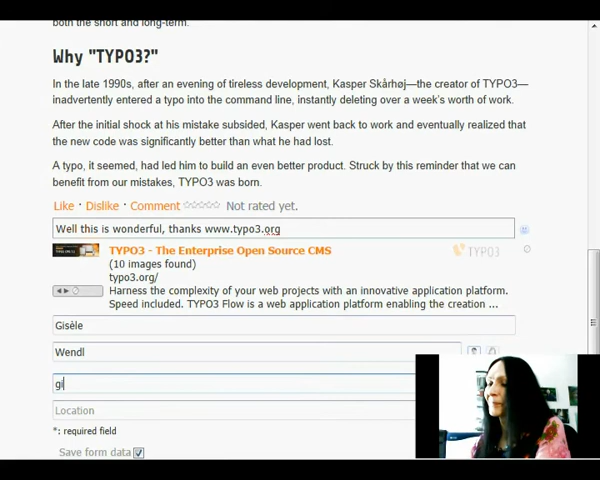 both the short and long-term.
Why "TYPO3?"
In the late 1990s, after an evening of tireless development, Kasper Skårhøj—the creator of TYPO3—
inadvertently entered a typo into the command line, instantly deleting over a week's worth of work.
After the initial shock at his mistake subsided, Kasper went back to work and eventually realized that
the new code was significantly better than what he had lost.
A typo, it seemed, had led him to build an even better product. Struck by this reminder that we can
benefit from our mistakes, TYPO3 was born.
Like · Dislike · Comment Not rated yet.
Well this is wonderful, thanks www.typo3.org
TYPO3 - The Enterprise Open Source CMS
TYPO3
(10 images found)
typo3.org/
Harness the complexity of your web projects with an innovative application platform.
Speed included. TYPO3 Flow is a web application platform enabling the creation ...
Gisèle
Wendl
gi
Location
*: required field
Save form data